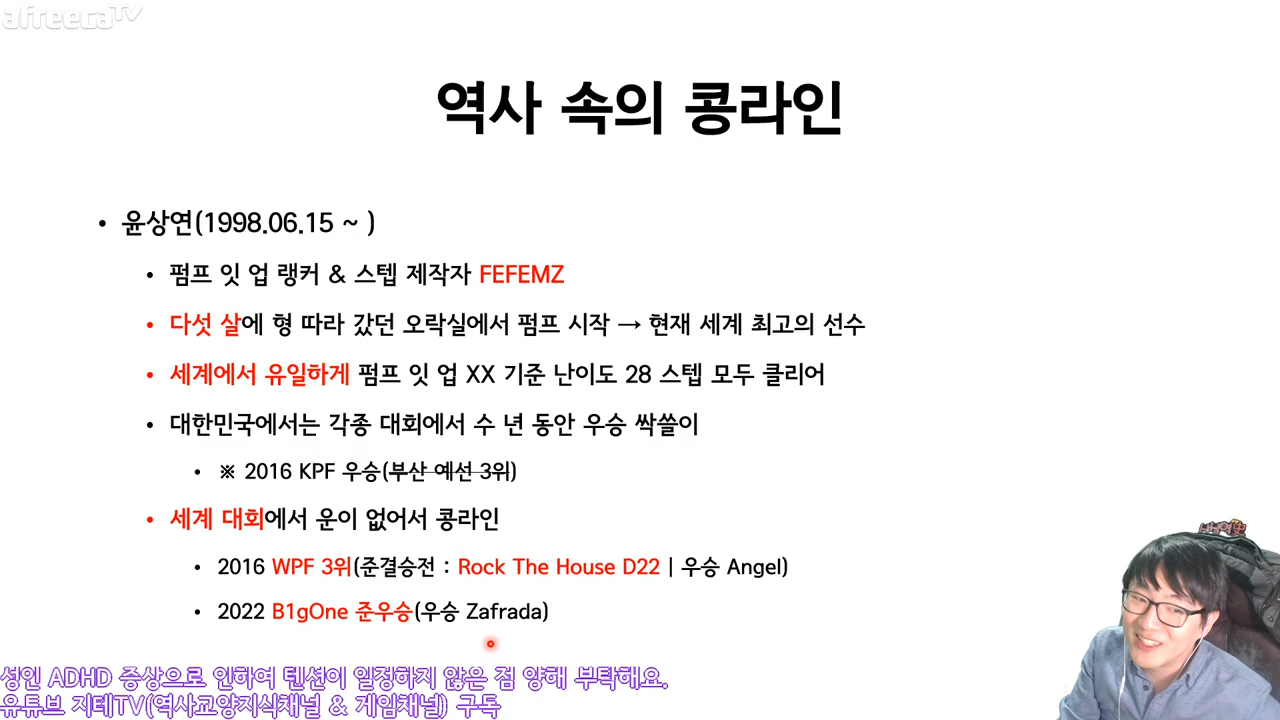 afreecaTV
역사 속의 콩라인
• 윤상연(1998.06.15 ~ )
• 펌프 잇 업 랭커 & 스텝 제작자 FEFEMZ
• 다섯 살에 형 따라 갔던 오락실에서 펌프 시작 → 현재 세계 최고의 선수
• 세계에서 유일하게 펌프 잇 업 XX 기준 난이도 28 스텝 모두 클리어
• 대한민국에서는 각종 대회에서 수 년 동안 우승 싹쓸이
• ※ 2016 KPF 우승(부산 예선 3위)
• 세계 대회에서 운이 없어서 콩라인
• 2016 WPF 3위(준결승전 : Rock The House D22 | 우승 Angel)
• 2022 B1gOne 준우승(우승 Zafrada)
성인 ADHD 증상으로 인하여 텐션이 일정하지 않은 점 양해 부탁해요.
유튜브 지테TV(역사교양지식채널 & 게임채널) 구독